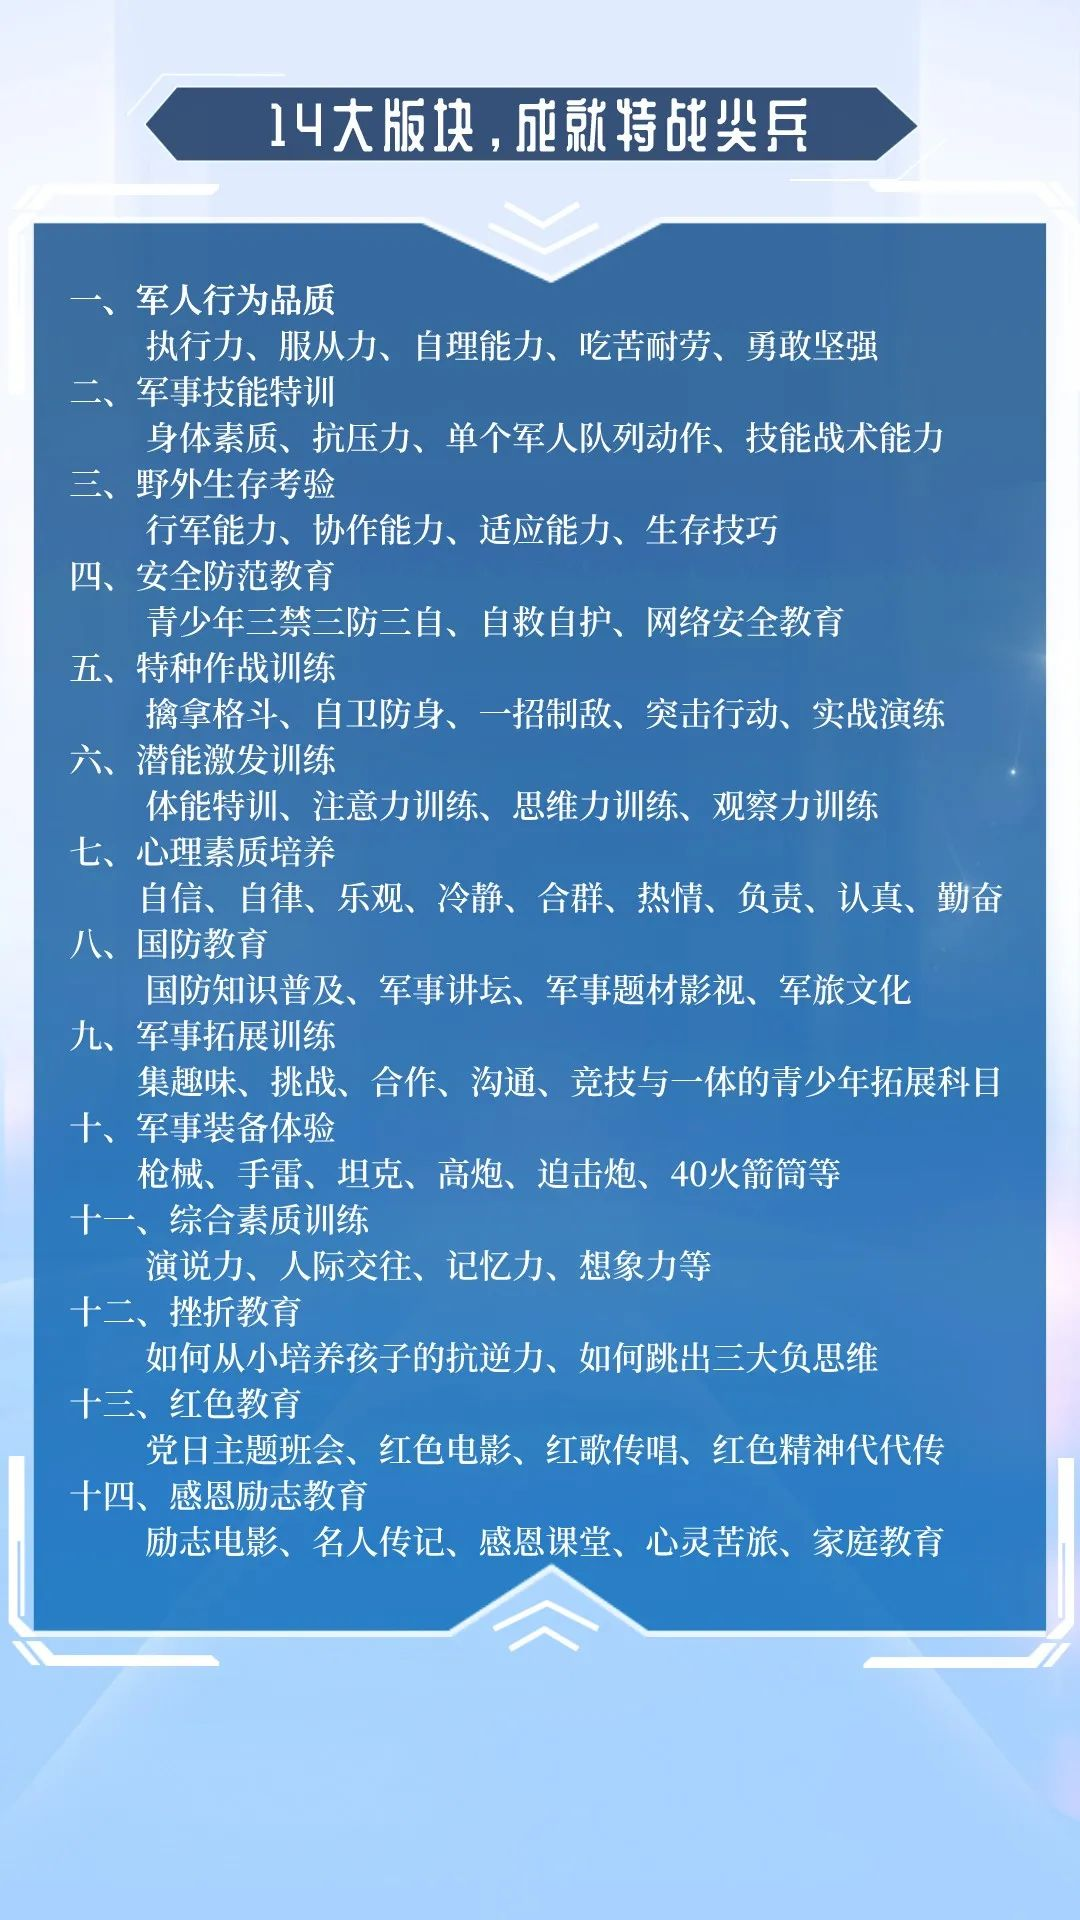 14大版块,成就特战尖兵
一、军人行为品质
执行力、服从力、自理能力、吃苦耐劳、勇敢坚强
二、军事技能特训
身体素质、抗压力、单个军人队列动作、技能战术能力
三、野外生存考验
行军能力、协作能力、适应能力、生存技巧
四、安全防范教育
青少年三禁三防三自、自救自护、网络安全教育
五、特种作战训练
擒拿格斗、自卫防身、一招制敌、突击行动、实战演练
六、潜能激发训练
体能特训、注意力训练、思维力训练、观察力训练
七、心理素质培养
自信、自律、乐观、冷静、合群、热情、负责、认真、勤奋
八、国防教育
国防知识普及、军事讲坛、军事题材影视、军旅文化
九、军事拓展训练
集趣味、挑战、合作、沟通、竞技与一体的青少年拓展科目
十、军事装备体验
枪械、手雷、坦克、高炮、迫击炮、40火箭筒等
十一、综合素质训练
演说力、人际交往、记忆力、想象力等
十二、挫折教育
如何从小培养孩子的抗逆力、如何跳出三大负思维
十三、红色教育
党日主题班会、红色电影、红歌传唱、红色精神代代传
十四、感恩励志教育
励志电影、名人传记、感恩课堂、心灵苦旅、家庭教育